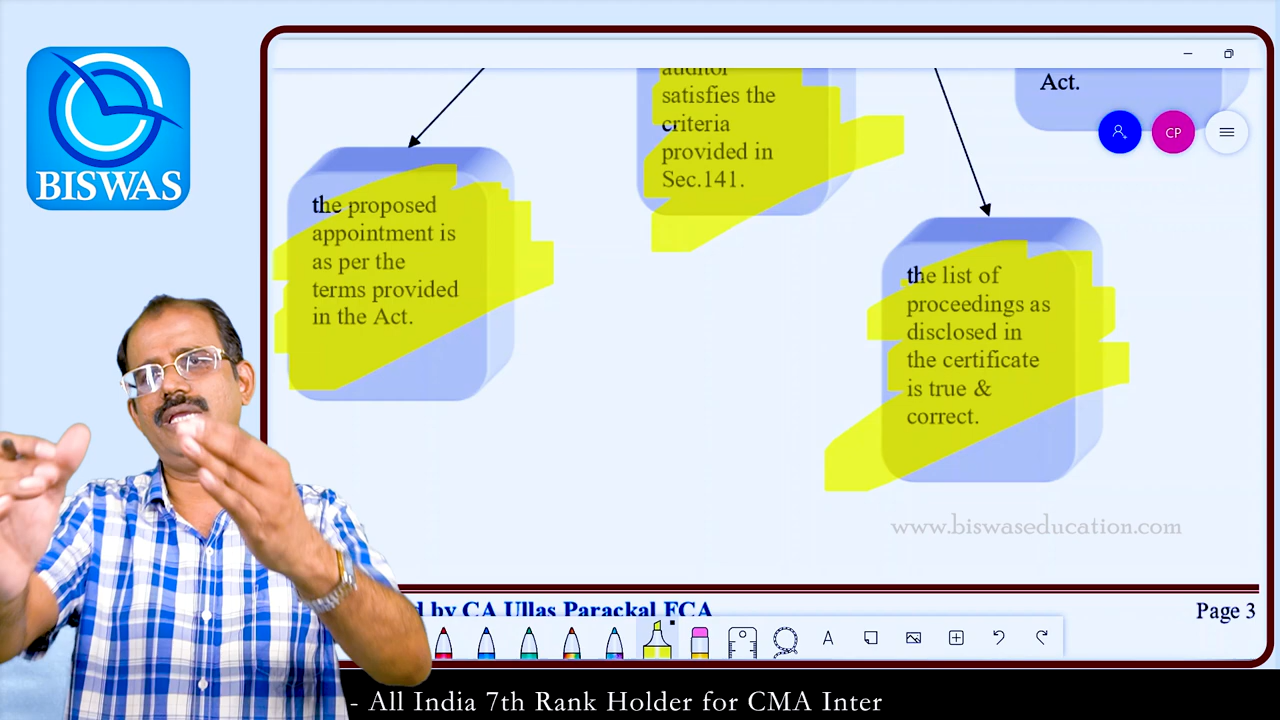 BISWAS
Act.
CP
auditor
satisfies the
criteria
provided in
Sec.141.
the proposed
appointment is
as per the
terms provided
in the Act.
the list of
proceedings as
disclosed in
the certificate
is true &
correct.
www.biswaseducation.com
d by CA Ullas Parackal FCA
Page 3
A
- All India 7th Rank Holder for CMA Inter